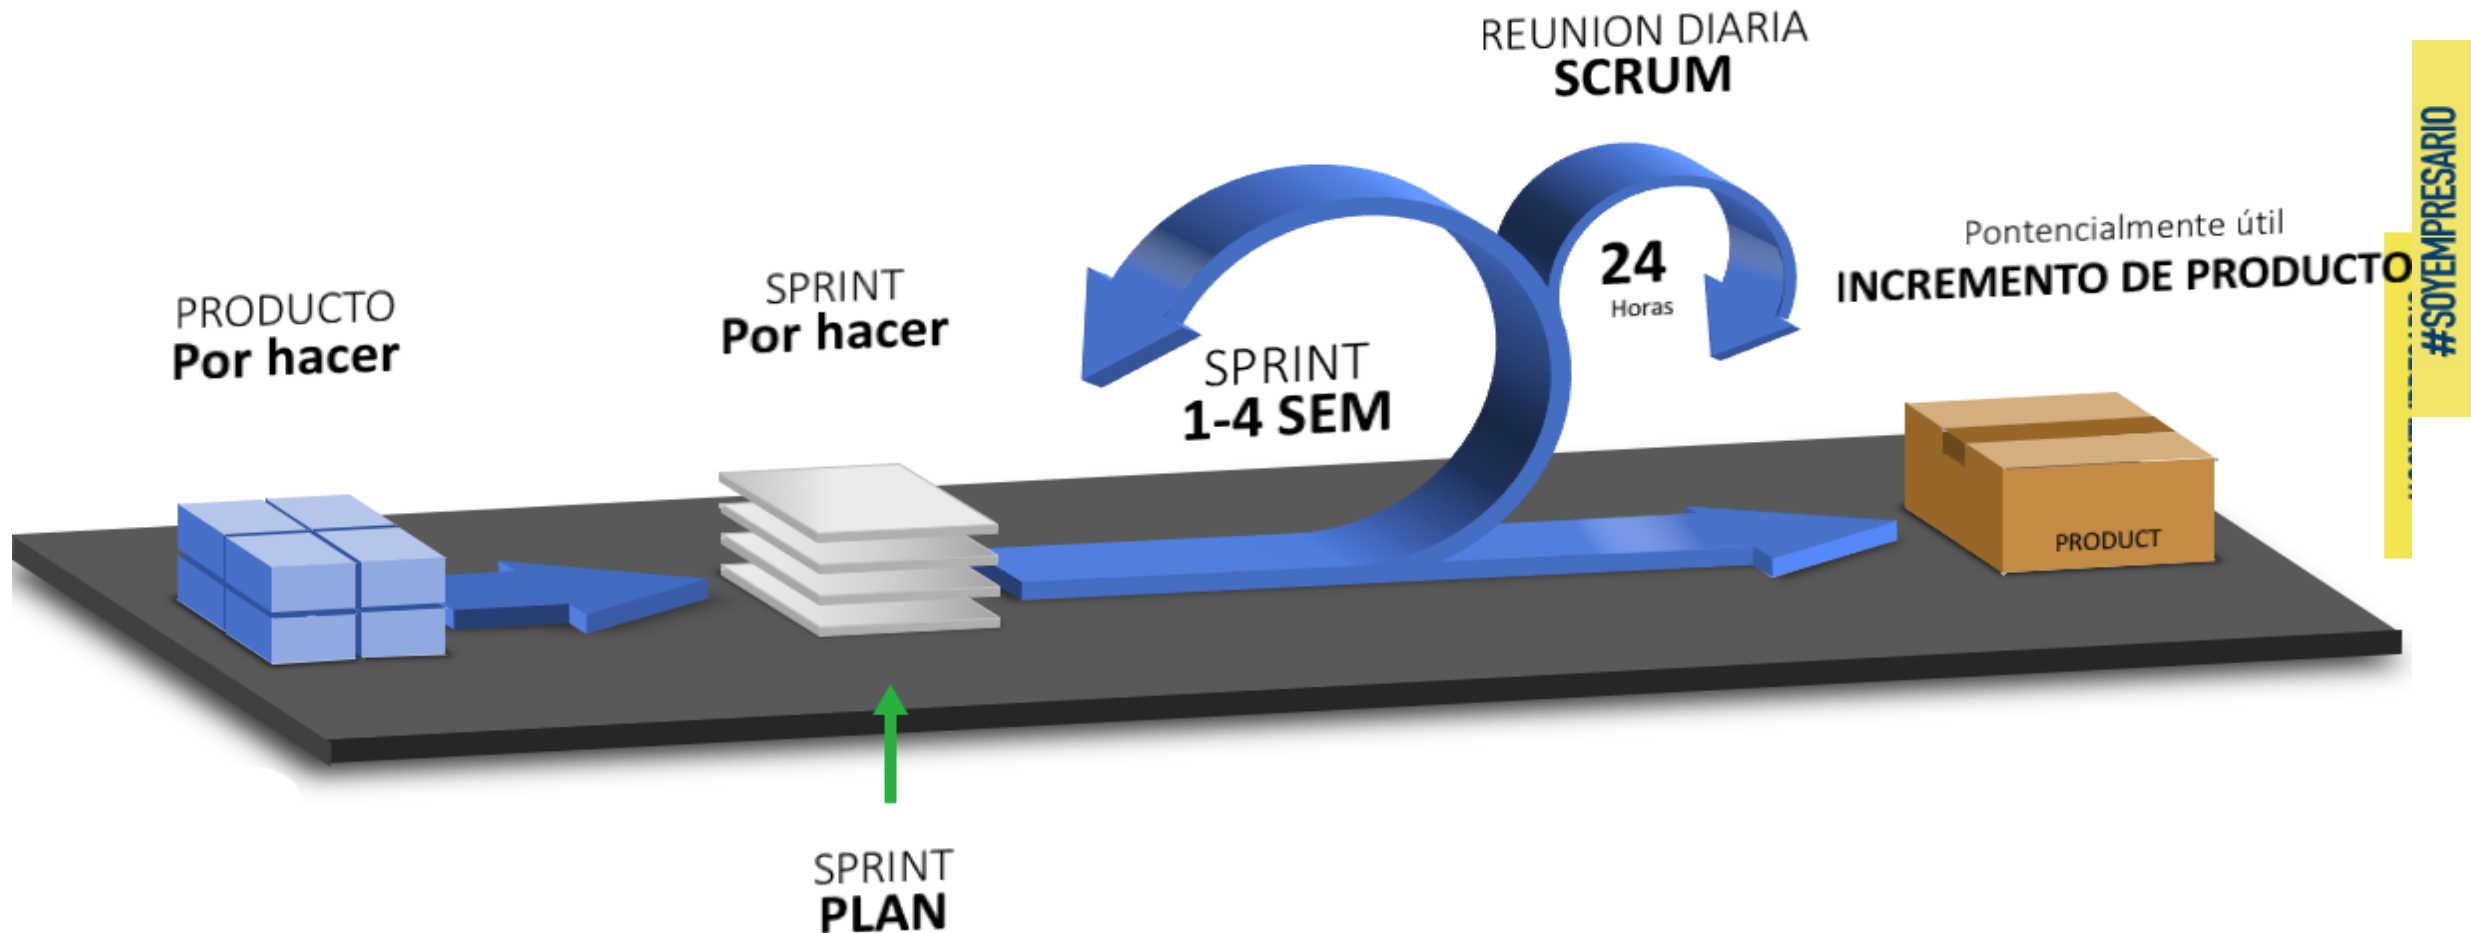 REUNION DIARIA
SCRUM
PRODUCTO
Por hacer
SPRINT
Por hacer
SPRINT
1-4 SEM
24
Horas
Pontencialmente útil
INCREMENTO DE PRODUCTO
PRODUCT
SPRINT
PLAN
#SOYEMPRESARIO